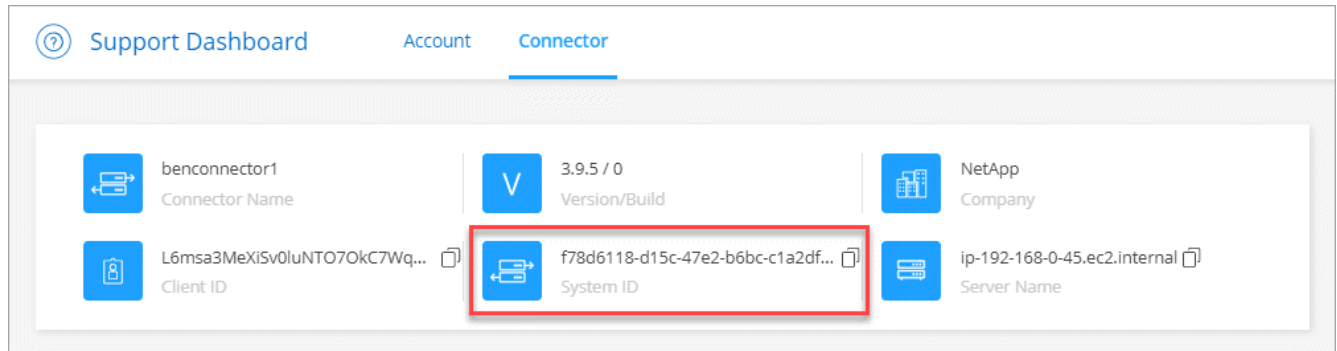 Support Dashboard Account Connector
benconnector1
Connector Name
V
3.9.5 / 0
Version/Build
NetApp
Company
L6msa3MeXiSv0luNTO7OkC7Wq...
Client ID
f78d6118-d15c-47e2-b6bc-c1a2df...
System ID
ip-192-168-0-45.ec2.internal
Server Name